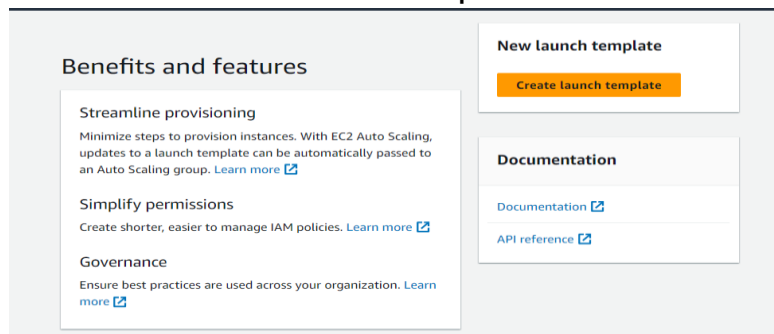 Benefits and features
Streamline provisioning
Minimize steps to provision instances. With EC2 Auto Scaling,
updates to a launch template can be automatically passed to
an Auto Scaling group. Learn more
Simplify permissions
Create shorter, easier to manage IAM policies. Learn more
Governance
Ensure best practices are used across your organization. Learn
more
New launch template
Create launch template
Documentation
Documentation
API reference